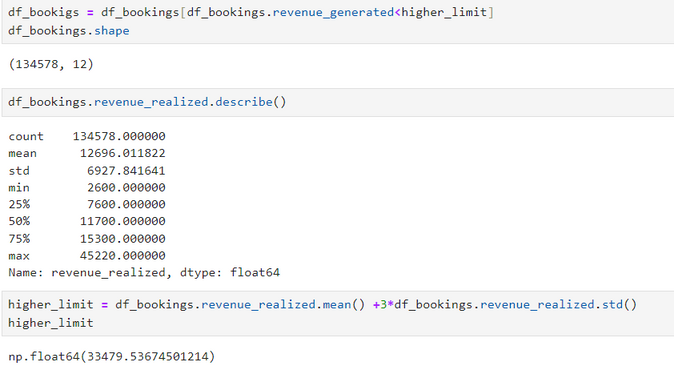 df_bookigs = df_bookings[df_bookings.revenue_generated<higher_limit]
df_bookings.shape
(134578, 12)
df_bookings.revenue_realized.describe()
count    134578.000000
mean      12696.011822
std        6927.841641
min        2600.000000
25%        7600.000000
50%       11700.000000
75%       15300.000000
max       45220.000000
Name: revenue_realized, dtype: float64
higher_limit = df_bookings.revenue_realized.mean() +3*df_bookings.revenue_realized.std()
higher_limit
np.float64(33479.53674501214)